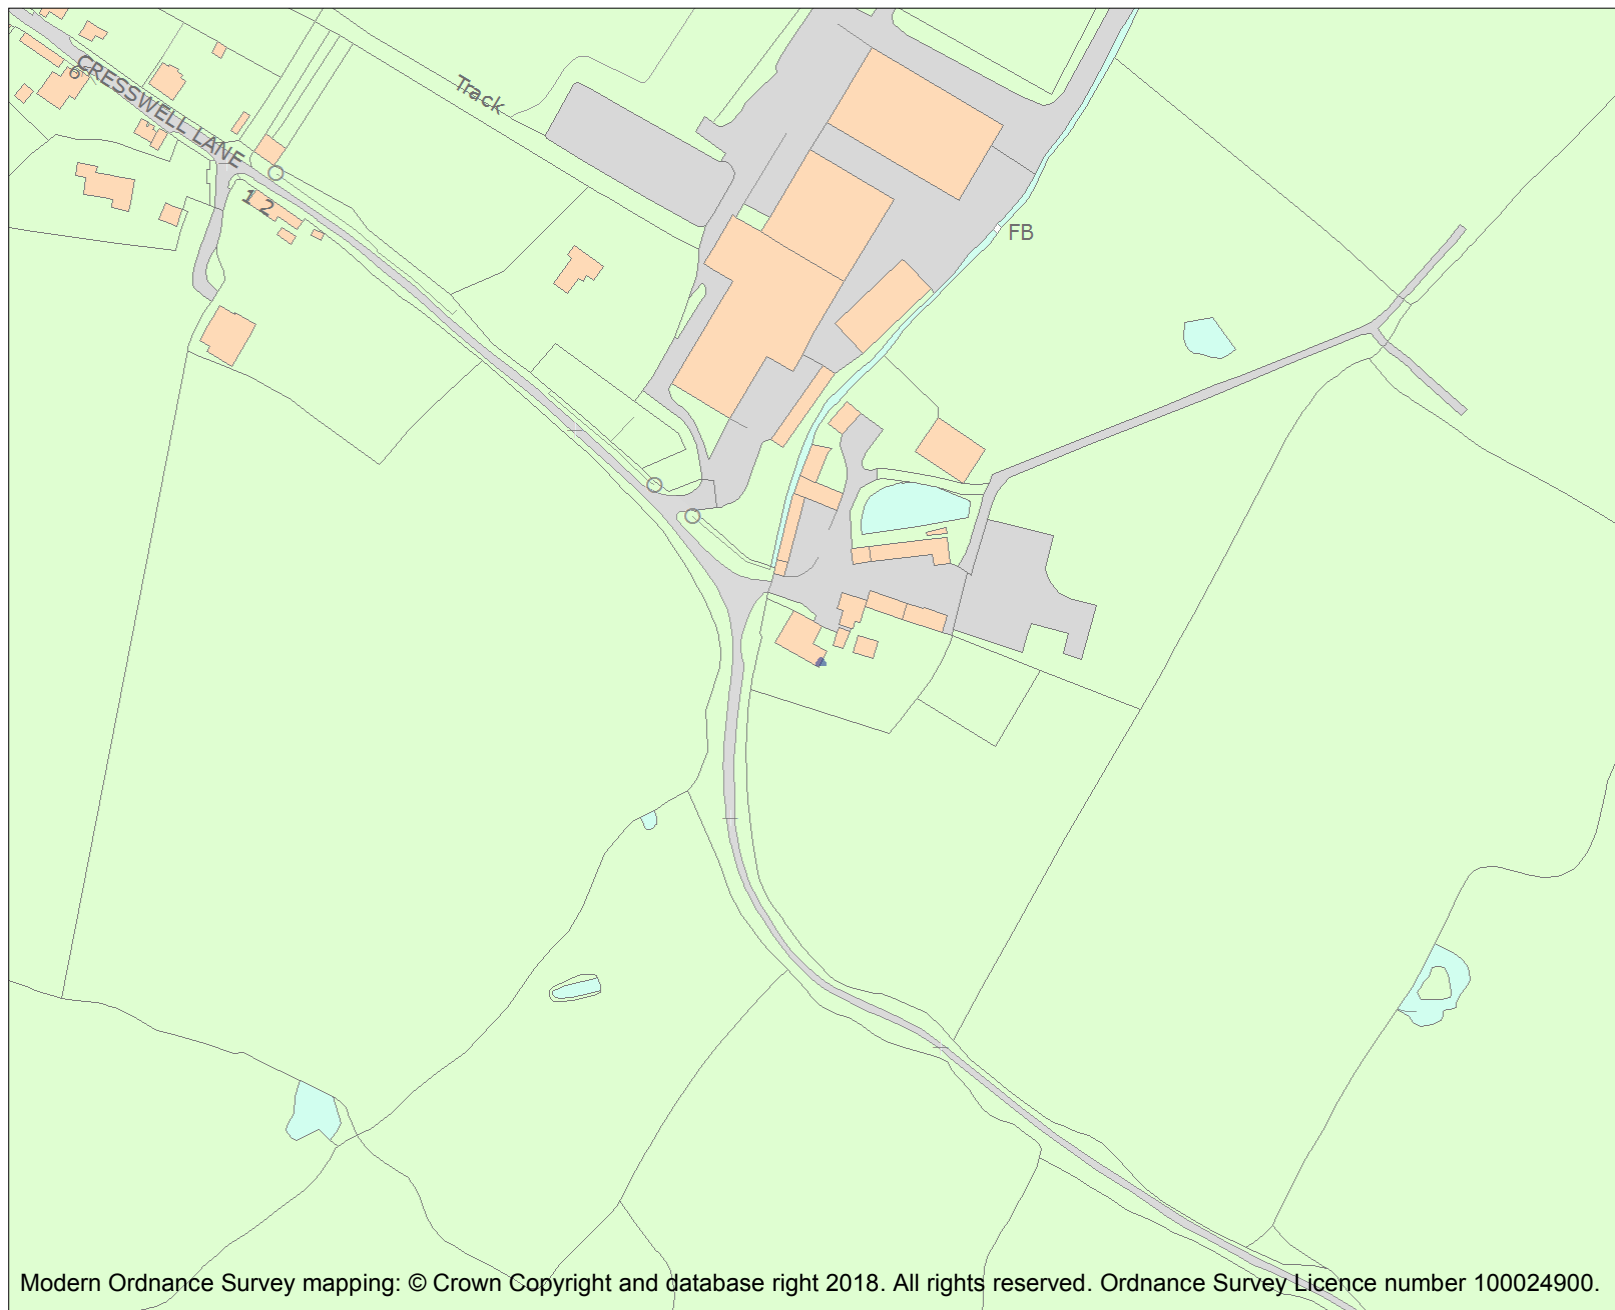 CRESSWELL LANE
6
Track
1 2
FB
Modern Ordnance Survey mapping: © Crown Copyright and database right 2018. All rights reserved. Ordnance Survey Licence number 100024900.